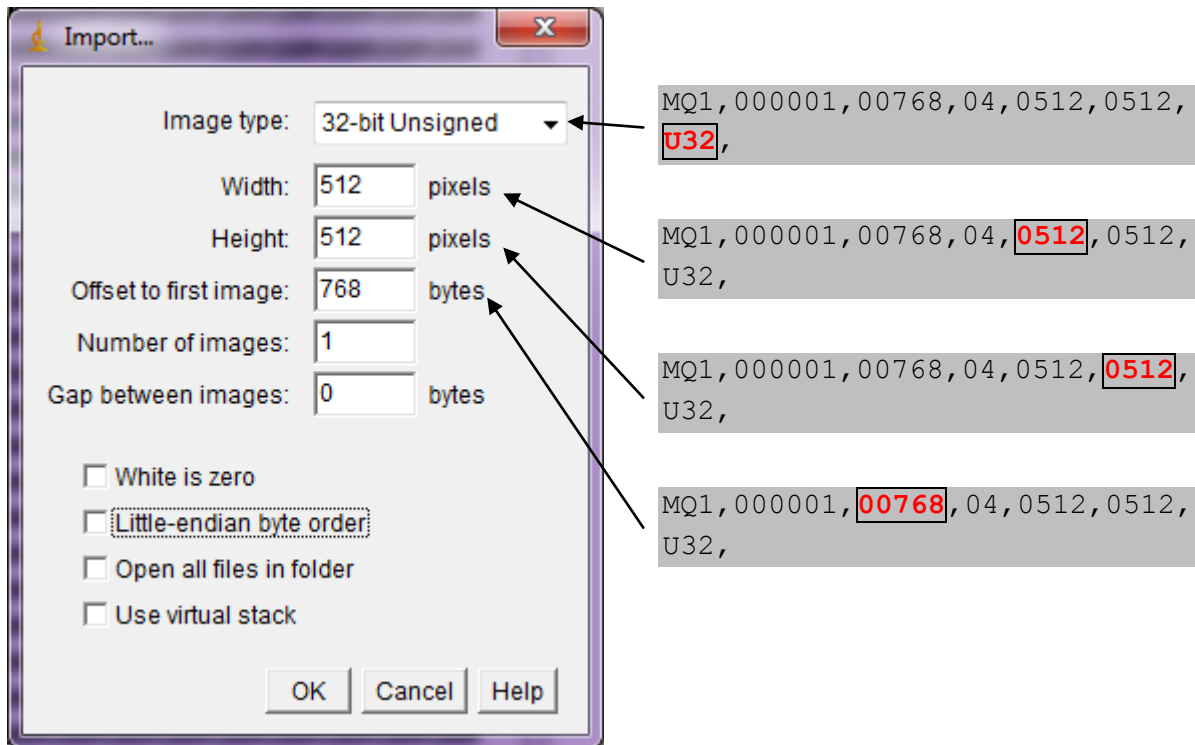 Import...
Image type: 32-bit Unsigned
Width: 512 pixels
Height: 512 pixels
Offset to first image: 768 bytes
Number of images: 1
Gap between images: 0 bytes
White is zero
Little-endian byte order
Open all files in folder
Use virtual stack
OK Cancel Help
MQ1,000001,00768,04,0512,0512,
U32,
MQ1,000001,00768,04,0512,0512,
U32,
MQ1,000001,00768,04,0512,0512,
U32,
MQ1,000001,00768,04,0512,0512,
U32,